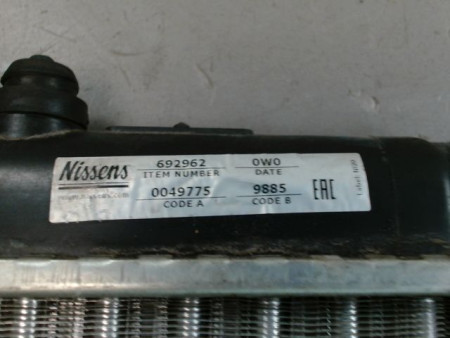 Nissens
692962 0W0
ITEM NUMBER DATE
0049775 9885
CODE A CODE B
EAC